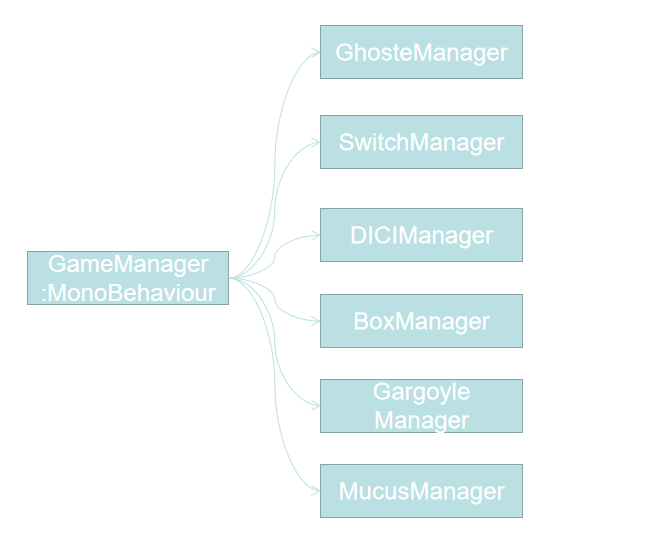 GhosteManager
SwitchManager
DICIManager
GameManager
:MonoBehaviour
BoxManager
Gargoyle
Manager
MucusManager